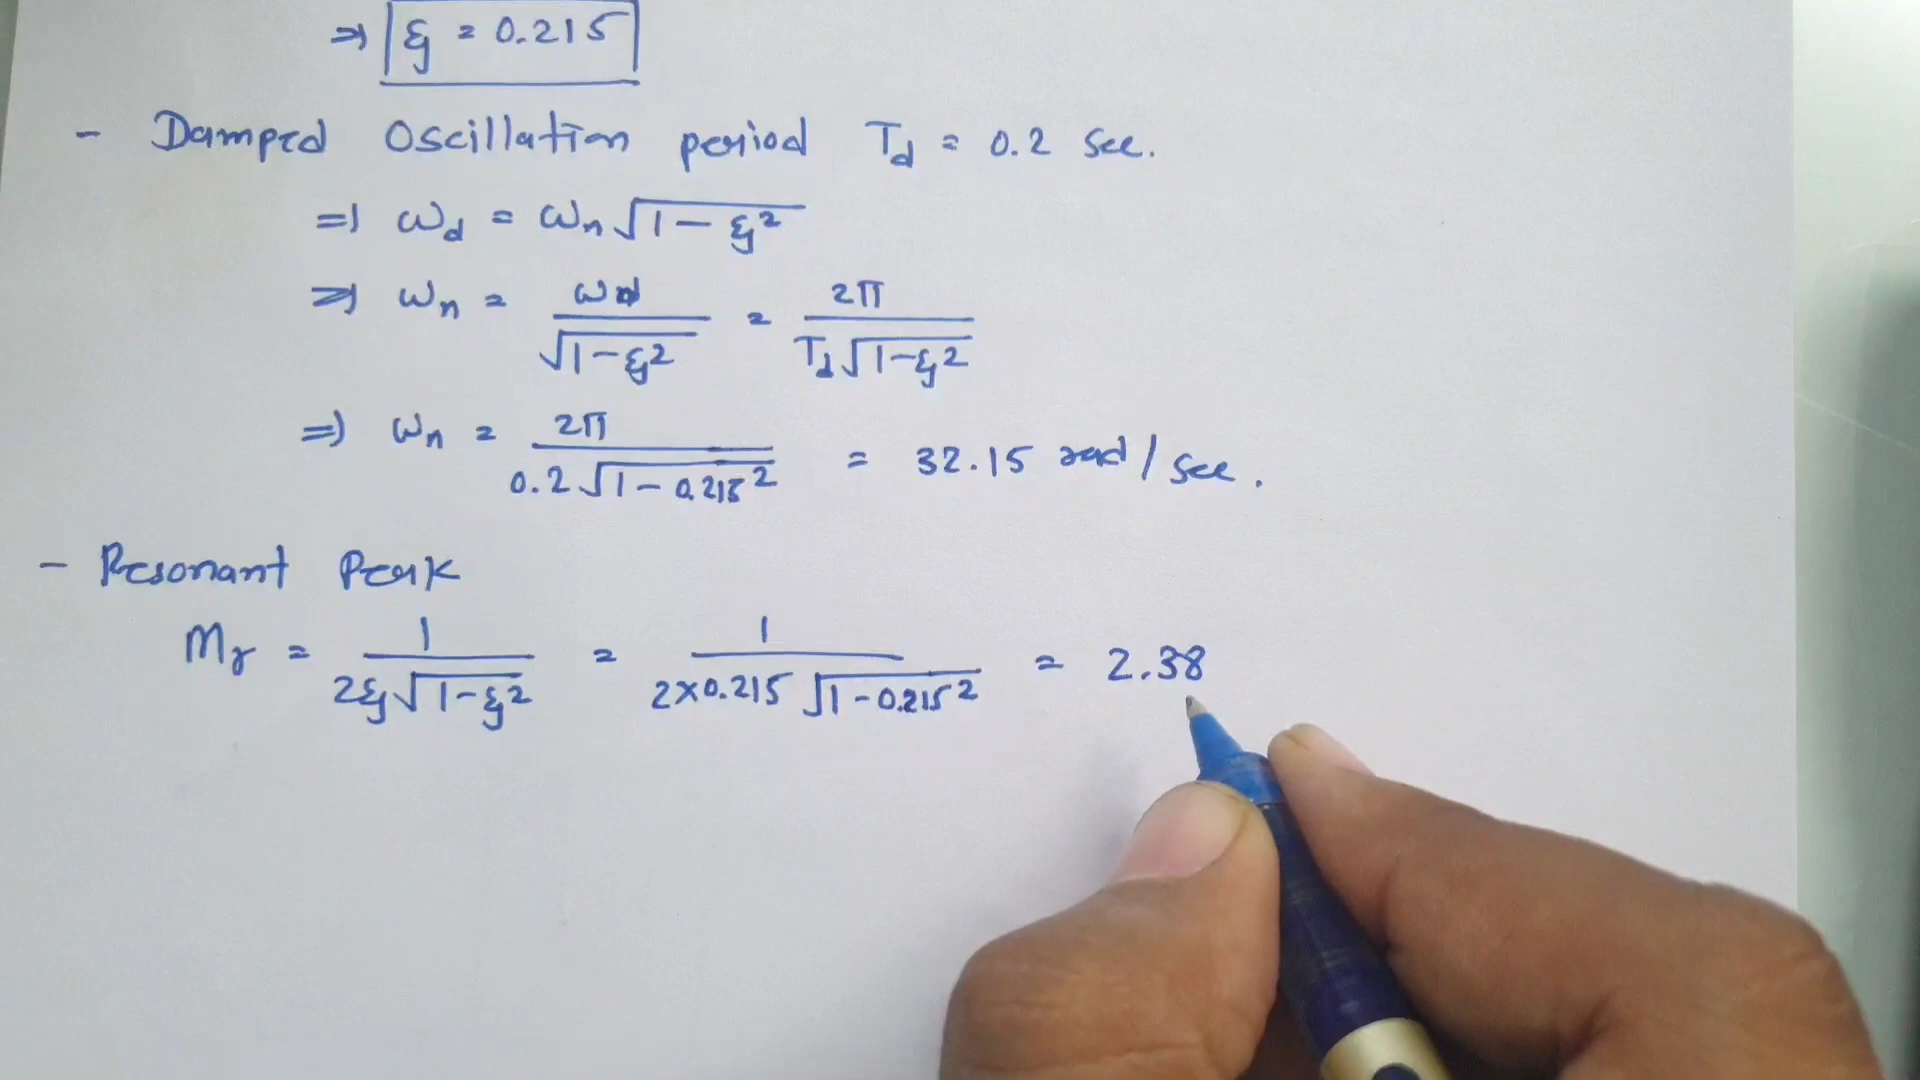 ⇒ ξ = 0.215
- Damped Oscillation period T_d = 0.2 Sec.
⇒ ω_d = ω_n √(1 - ξ²)
⇒ ω_n = ω_d / √(1-ξ²) = 2π / (T_d √(1-ξ²))
⇒ ω_n = 2π / (0.2 √(1 - 0.215²)) = 32.15 rad/Sec.
- Resonant Peak
M_r = 1 / (2ξ √(1-ξ²)) = 1 / (2×0.215 √(1-0.215²)) = 2.38